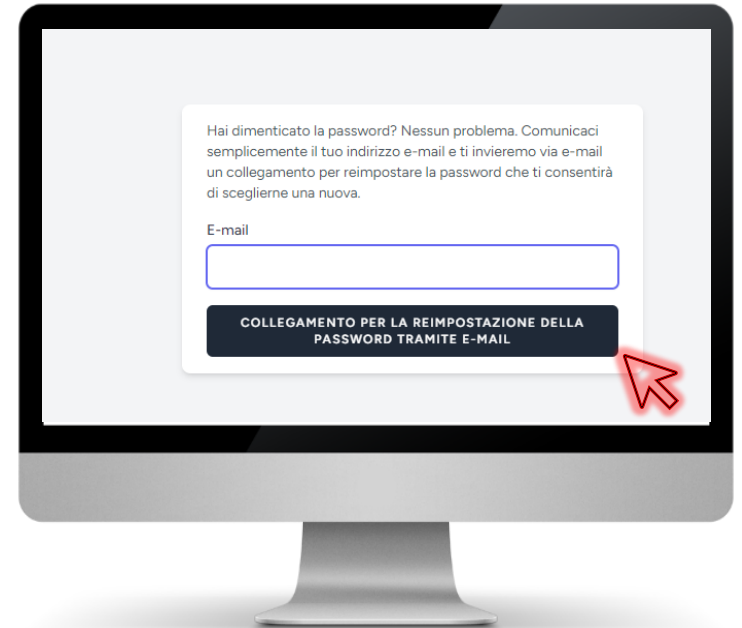 Hai dimenticato la password? Nessun problema. Comunicaci
semplicemente il tuo indirizzo e-mail e ti invieremo via e-mail
un collegamento per reimpostare la password che ti consentirà
di sceglierne una nuova.
E-mail
COLLEGAMENTO PER LA REIMPOSTAZIONE DELLA
PASSWORD TRAMITE E-MAIL